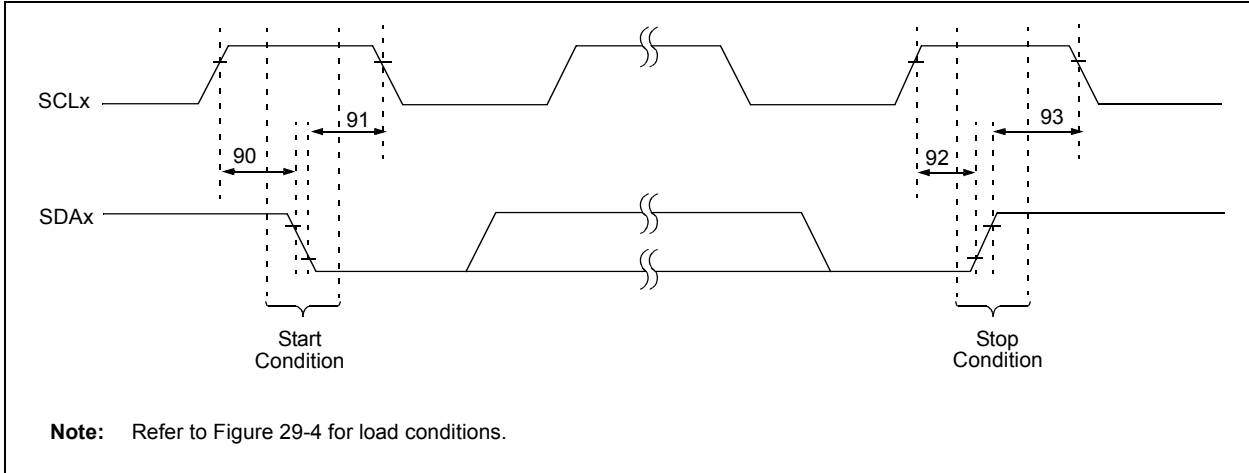 SCLx
91
93
90
92
SDAx
Start
Condition
Stop
Condition
Note: Refer to Figure 29-4 for load conditions.